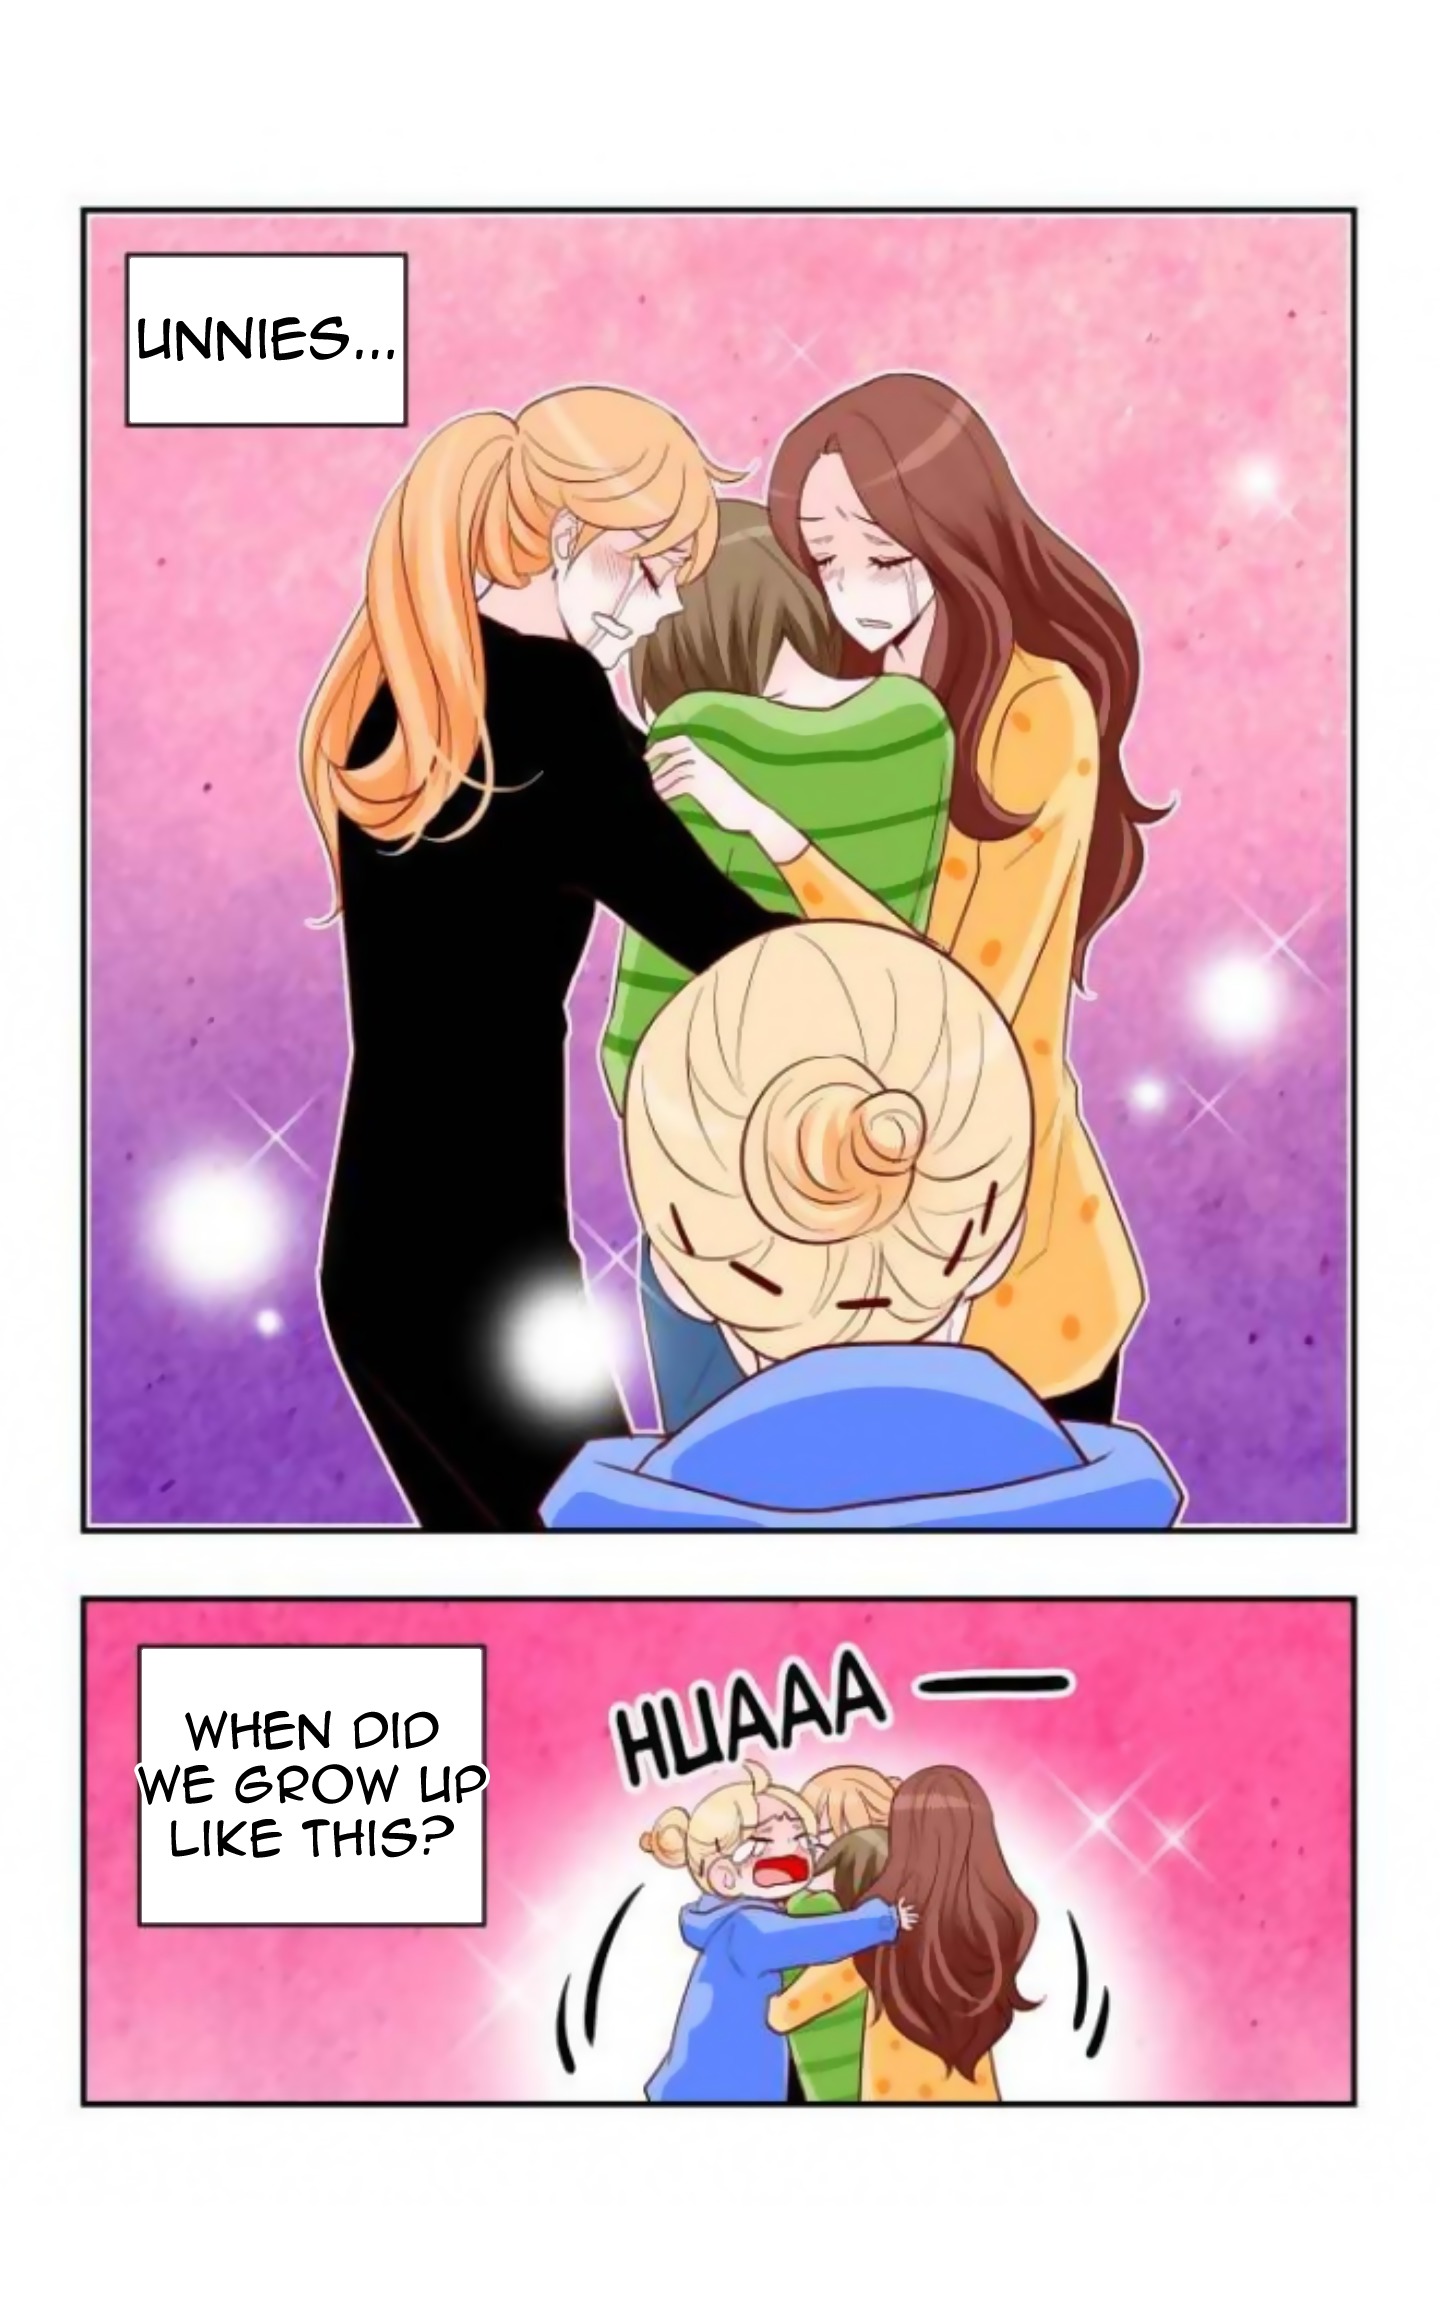 UNNIES...
HUAAA —
WHEN DID
WE GROW UP
LIKE THIS?